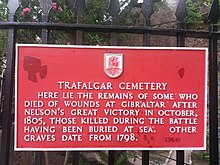 TRAFALGAR CEMETERY
HERE LIE THE REMAINS OF SOME WHO
DIED OF WOUNDS AT GIBRALTAR AFTER
NELSON'S GREAT VICTORY IN OCTOBER,
1805, THOSE KILLED DURING THE BATTLE
HAVING BEEN BURIED AT SEA. OTHER
GRAVES DATE FROM 1798.